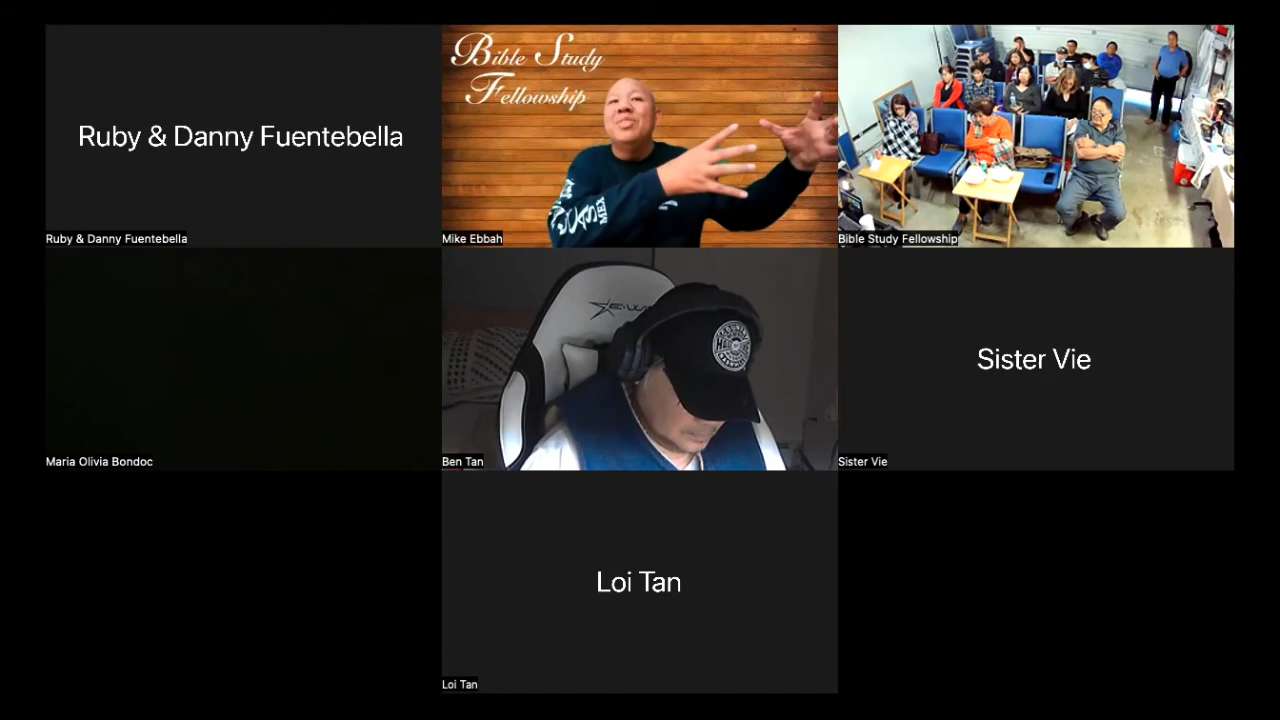 Ruby & Danny Fuentebella
Ruby & Danny Fuentebella
Bible Study
Fellowship
Mike Ebbah
Bible Study Fellowship
Maria Olivia Bondoc
Ben Tan
Sister Vie
Sister Vie
Loi Tan
Loi Tan